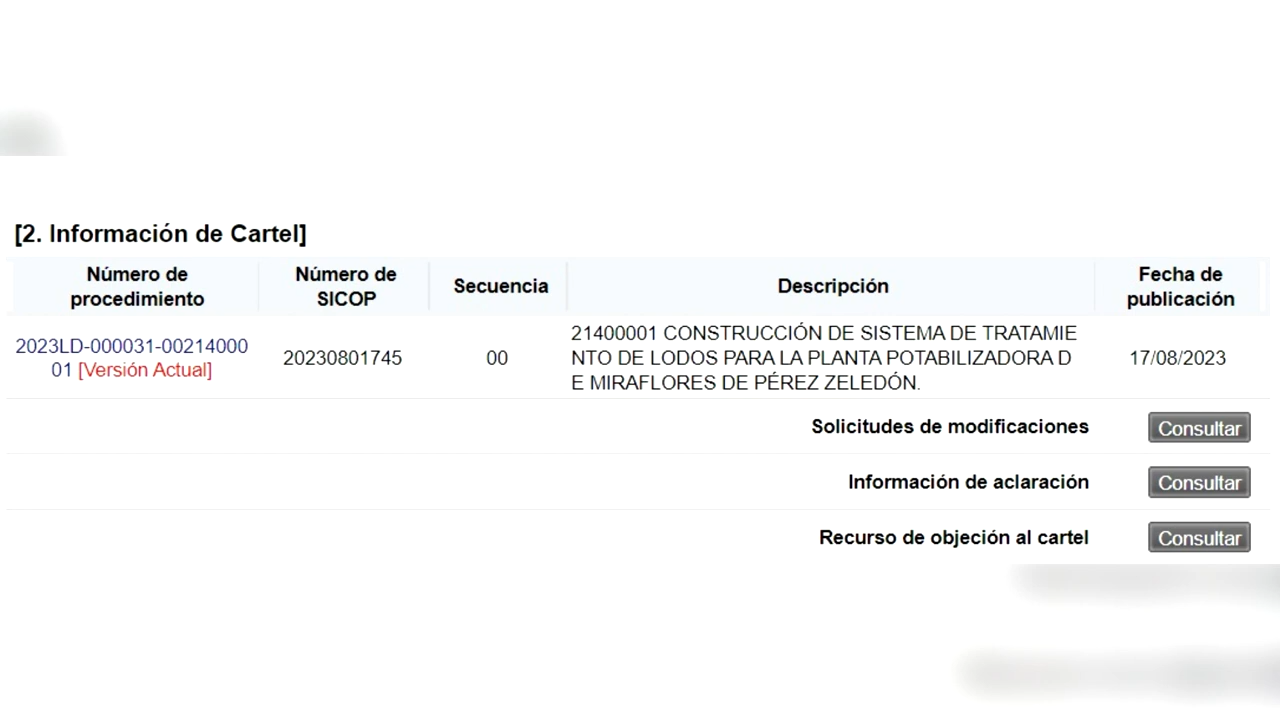 [2. Información de Cartel]
Número de procedimiento
Número de SICOP
Secuencia
Descripción
Fecha de publicación
2023LD-000031-00214000
01 [Versión Actual]
20230801745
00
21400001 CONSTRUCCIÓN DE SISTEMA DE TRATAMIE
NTO DE LODOS PARA LA PLANTA POTABILIZADORA D
E MIRAFLORES DE PÉREZ ZELEDÓN.
17/08/2023
Solicitudes de modificaciones
Consultar
Información de aclaración
Consultar
Recurso de objeción al cartel
Consultar